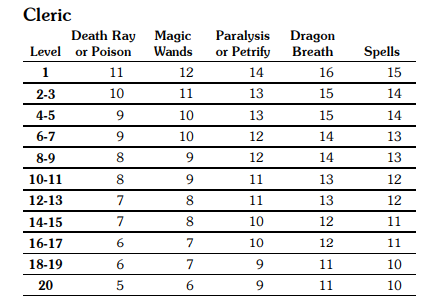 Cleric
Death Ray Magic Paralysis Dragon
Level or Poison Wands or Petrify Breath Spells
1 11 12 14 16 15
2-3 10 11 13 15 14
4-5 9 10 13 15 14
6-7 9 10 12 14 13
8-9 8 9 12 14 13
10-11 8 9 11 13 12
12-13 7 8 11 13 12
14-15 7 8 10 12 11
16-17 6 7 10 12 11
18-19 6 7 9 11 10
20 5 6 9 11 10